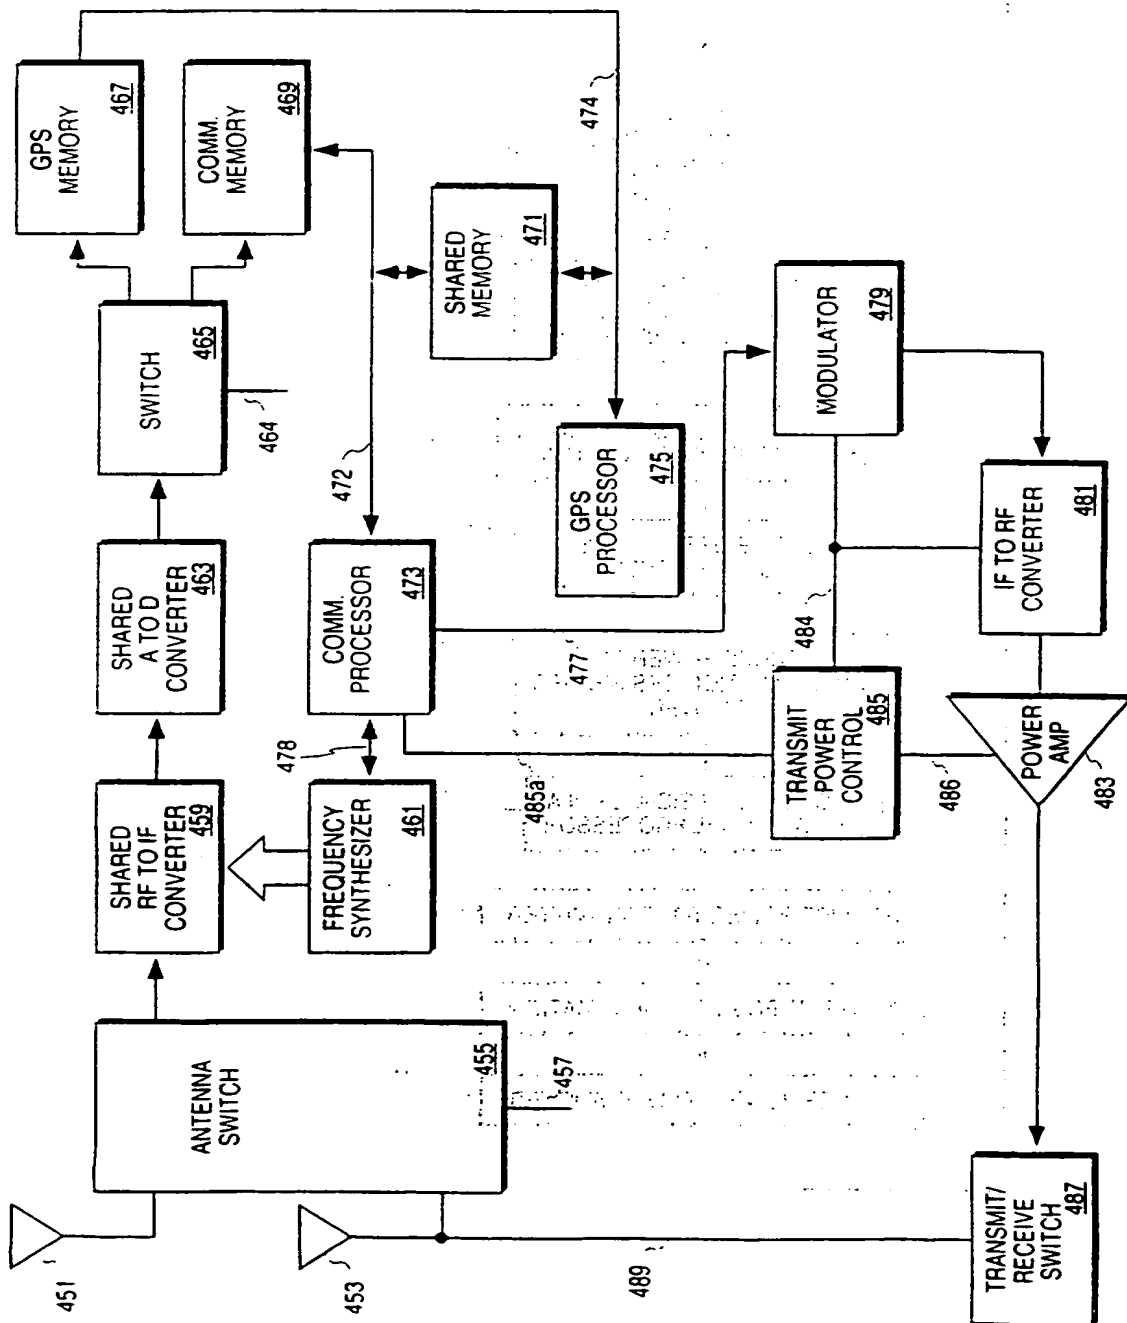 451
453
ANTENNA
SWITCH
455
457
SHARED
RF TO IF
CONVERTER
459
FREQUENCY
SYNTHESIZER
461
478
SHARED
A TO D
CONVERTER
463
COMM.
PROCESSOR
473
472
SWITCH
465
464
GPS
MEMORY
467
COMM.
MEMORY
469
SHARED
MEMORY
471
474
GPS
PROCESSOR
475
477
485a
MODULATOR
479
484
TRANSMIT
POWER
CONTROL
485
486
IF TO RF
CONVERTER
481
POWER
AMP
483
489
TRANSMIT/
RECEIVE
SWITCH
487